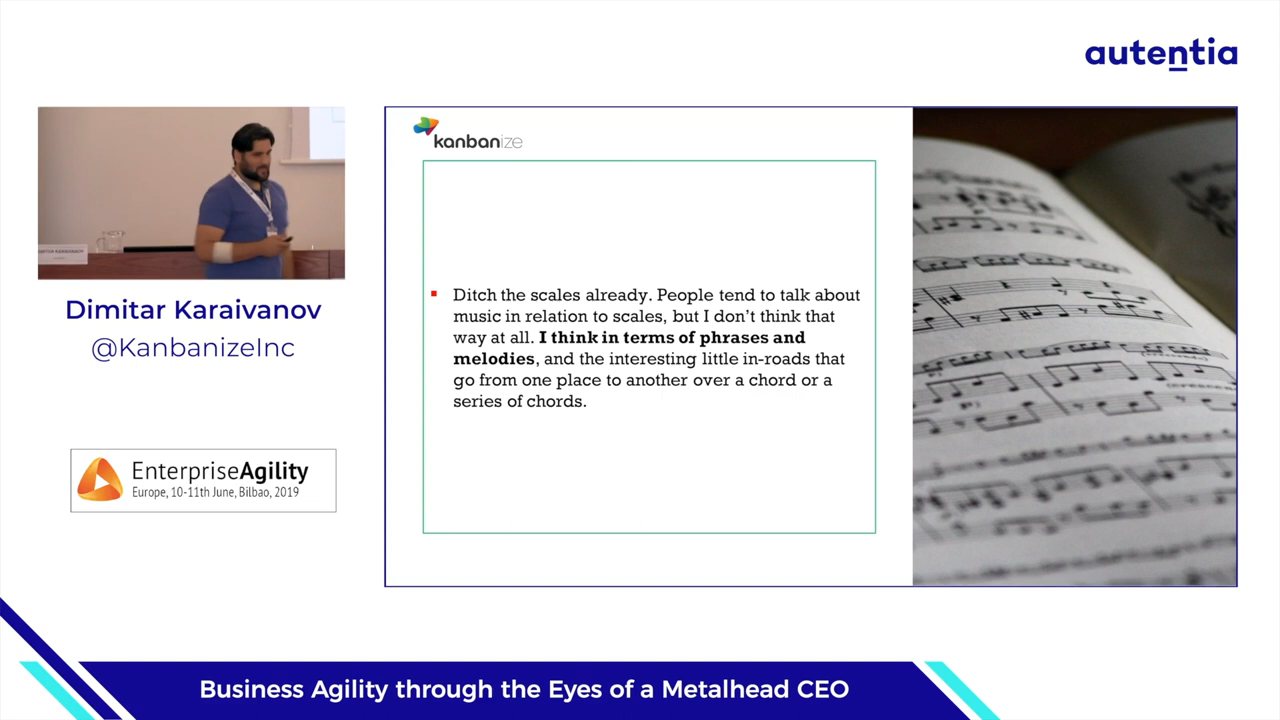 autentia
kanbanize
Ditch the scales already. People tend to talk about
music in relation to scales, but I don't think that
way at all. I think in terms of phrases and
melodies, and the interesting little in-roads that
go from one place to another over a chord or a
series of chords.
Dimitar Karaivanov
@KanbanizeInc
EnterpriseAgility
Europe, 10-11th June, Bilbao, 2019
Business Agility through the Eyes of a Metalhead CEO